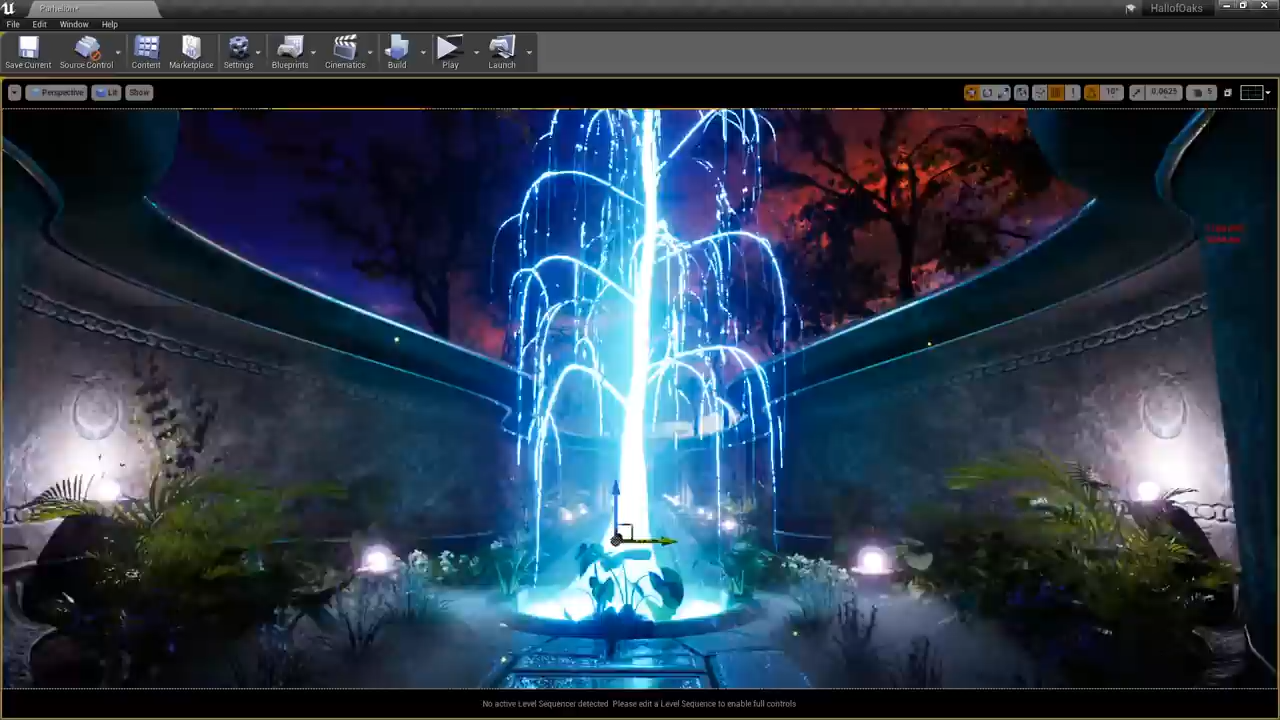 Parhelion*
HallofOaks
File Edit Window Help
Save Current Source Control Content Marketplace Settings Blueprints Cinematics Build Play Launch
Perspective Lit Show
10° 0.0625 5
No active Level Sequencer detected. Please edit a Level Sequence to enable full controls.